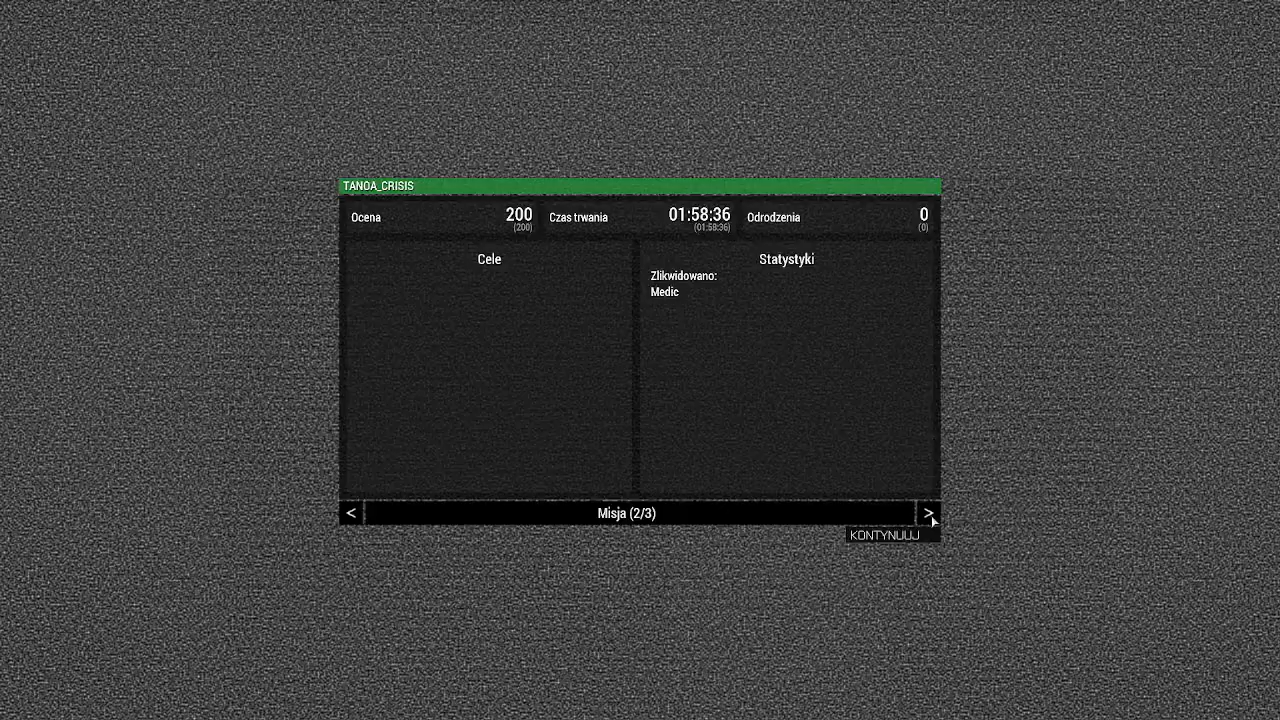 TANOA_CRISIS
Ocena 200 Czas trwania 01:58:36 Odrodzenia 0
(200) (01:58:36) (0)
Cele Statystyki
Zlikwidowano:
Medic
< Misja (2/3) >
KONTYNUUJ